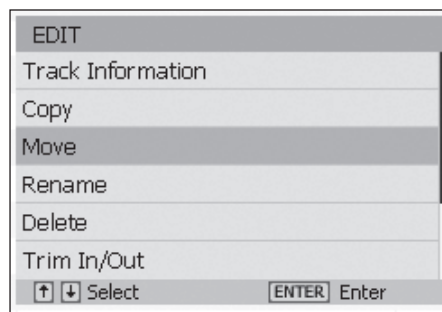 EDIT
Track Information
Copy
Move
Rename
Delete
Trim In/Out
↑ ↓ Select ENTER Enter